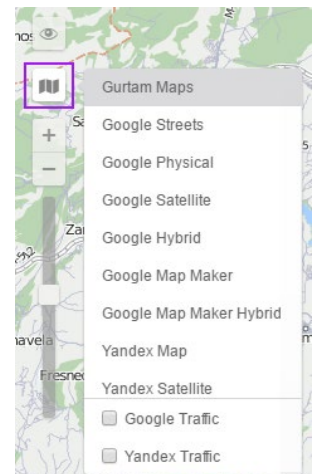 Gurtam Maps
Google Streets
Google Physical
Google Satellite
Google Hybrid
Google Map Maker
Google Map Maker Hybrid
Yandex Map
Yandex Satellite
Google Traffic
Yandex Traffic